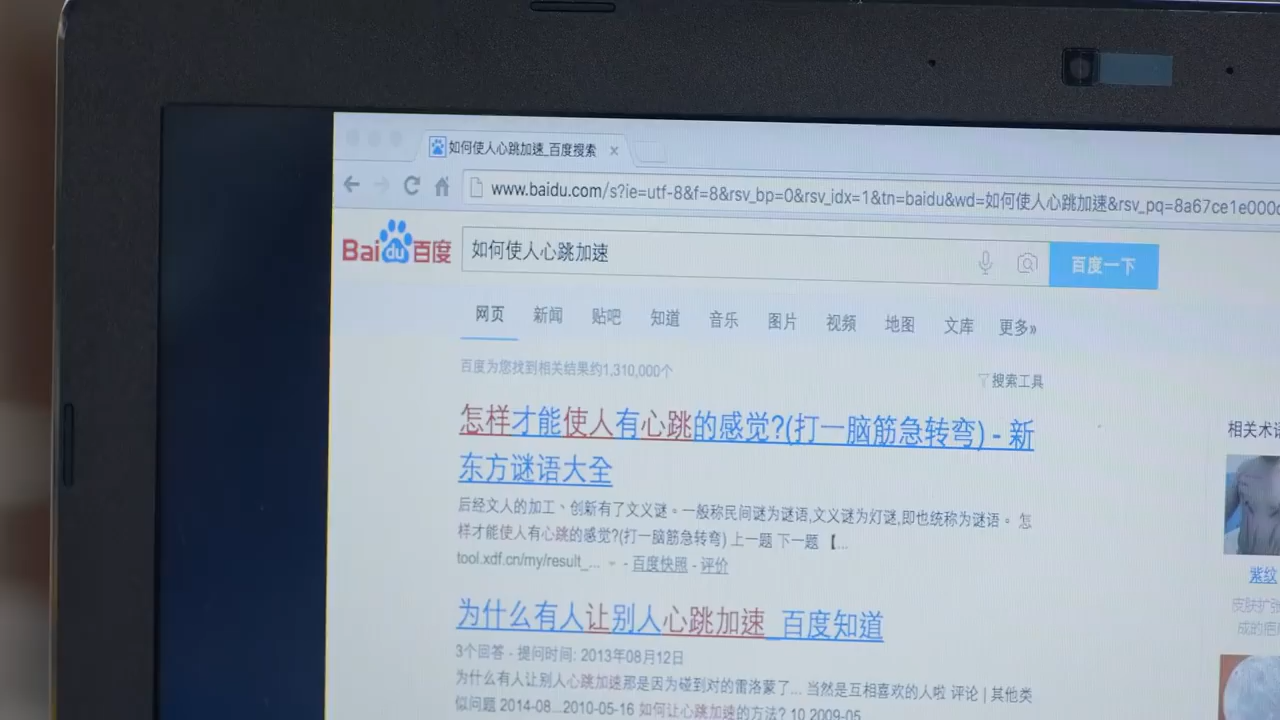 如何使人心跳加速_百度搜索
www.baidu.com/s?ie=utf-8&f=8&rsv_bp=0&rsv_idx=1&tn=baidu&wd=如何使人心跳加速&rsv_pq=8a67ce1e000
Bai du 百度
如何使人心跳加速
百度一下
网页 新闻 贴吧 知道 音乐 图片 视频 地图 文库 更多»
百度为您找到相关结果约1,310,000个
搜索工具
怎样才能使人有心跳的感觉?(打一脑筋急转弯) - 新
东方谜语大全
后经文人的加工、创新有了文义谜。一般称民间谜为谜语,文义谜为灯谜,即也统称为谜语。 怎
样才能使人有心跳的感觉?(打一脑筋急转弯) 上一题 下一题 【...
tool.xdf.cn/my/result_... - 百度快照 - 评价
为什么有人让别人心跳加速_百度知道
3个回答 - 提问时间: 2013年08月12日
为什么有人让别人心跳加速那是因为碰到对的雷洛蒙了... 当然是互相喜欢的人啦 评论 | 其他类
似问题 2014-08...2010-05-16 如何让心跳加速的方法? 10 2009-05
相关术语
紫纹
皮肤扩张
成的疤